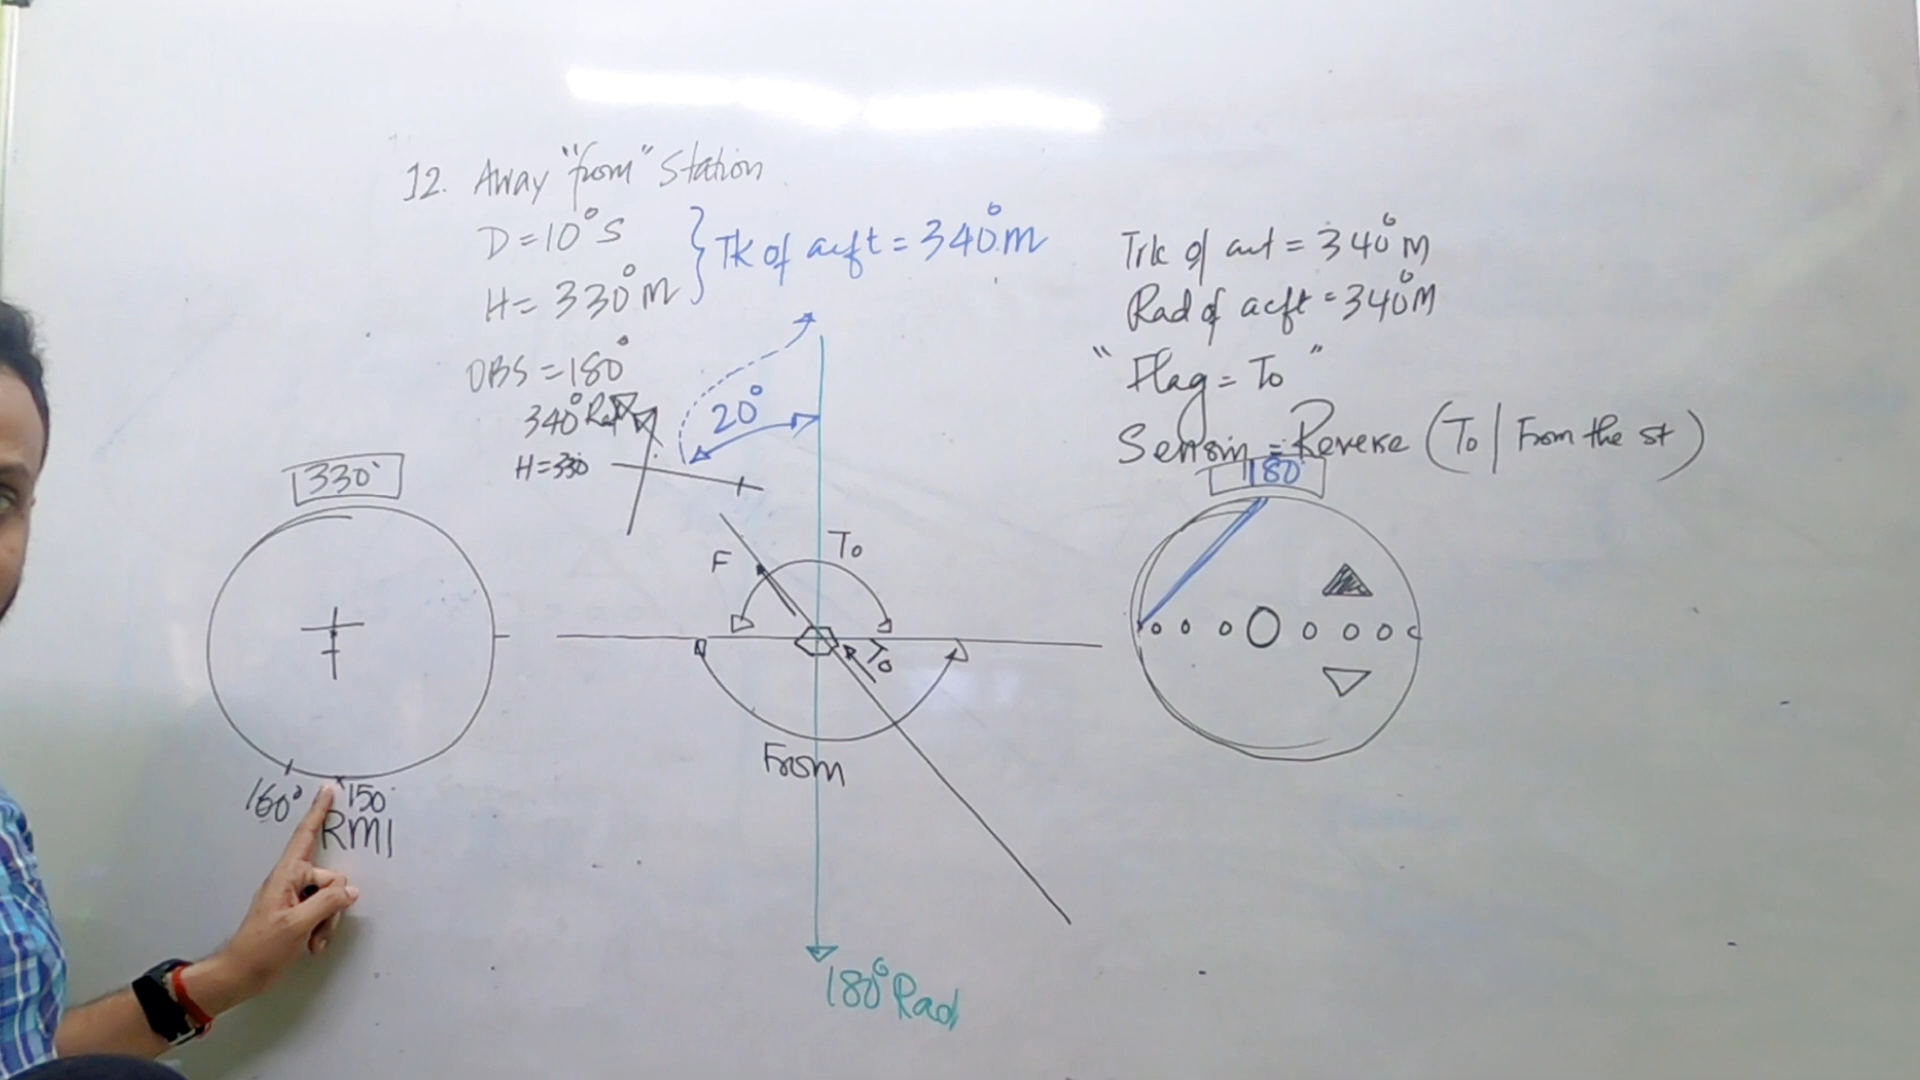 12. Away "from" Station
D = 10° S
H = 330° M
} Tk of acft = 340° M
OBS = 180°
340° Rad
H = 330
20°
Trk of act = 340° M
Rad of acft = 340° M
"Flag = To"
Sensin = Reverse (To | From the st)
330°
180
To
F
To
From
160°
150°
RMI
180° Rad